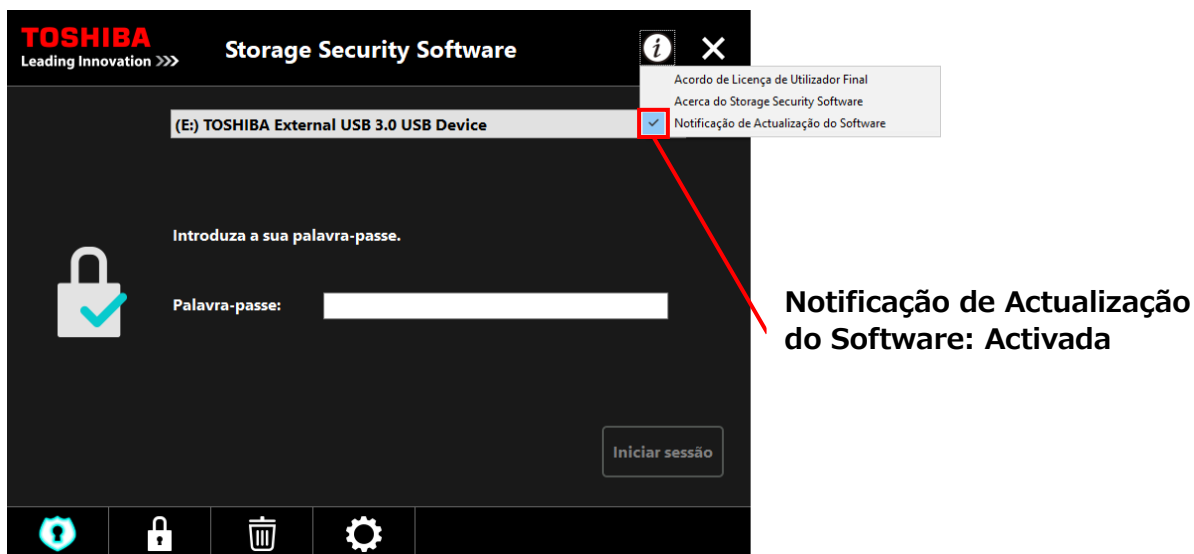 TOSHIBA
Leading Innovation >>>
Storage Security Software
Acordo de Licença de Utilizador Final
Acerca do Storage Security Software
Notificação de Actualização do Software
(E:) TOSHIBA External USB 3.0 USB Device
Introduza a sua palavra-passe.
Palavra-passe:
Notificação de Actualização
do Software: Activada
Iniciar sessão